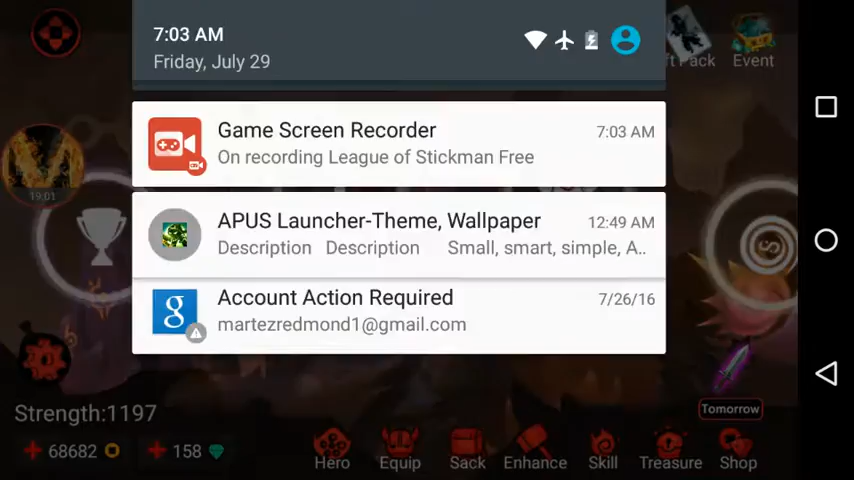 7:03 AM
Friday, July 29
ft Pack
Event
Game Screen Recorder
7:03 AM
On recording League of Stickman Free
APUS Launcher-Theme, Wallpaper
12:49 AM
Description Description Small, smart, simple, A..
Account Action Required
7/26/16
martezredmond1@gmail.com
19:01
Strength:1197
Tomorrow
68682
158
Hero
Equip
Sack
Enhance
Skill
Treasure
Shop